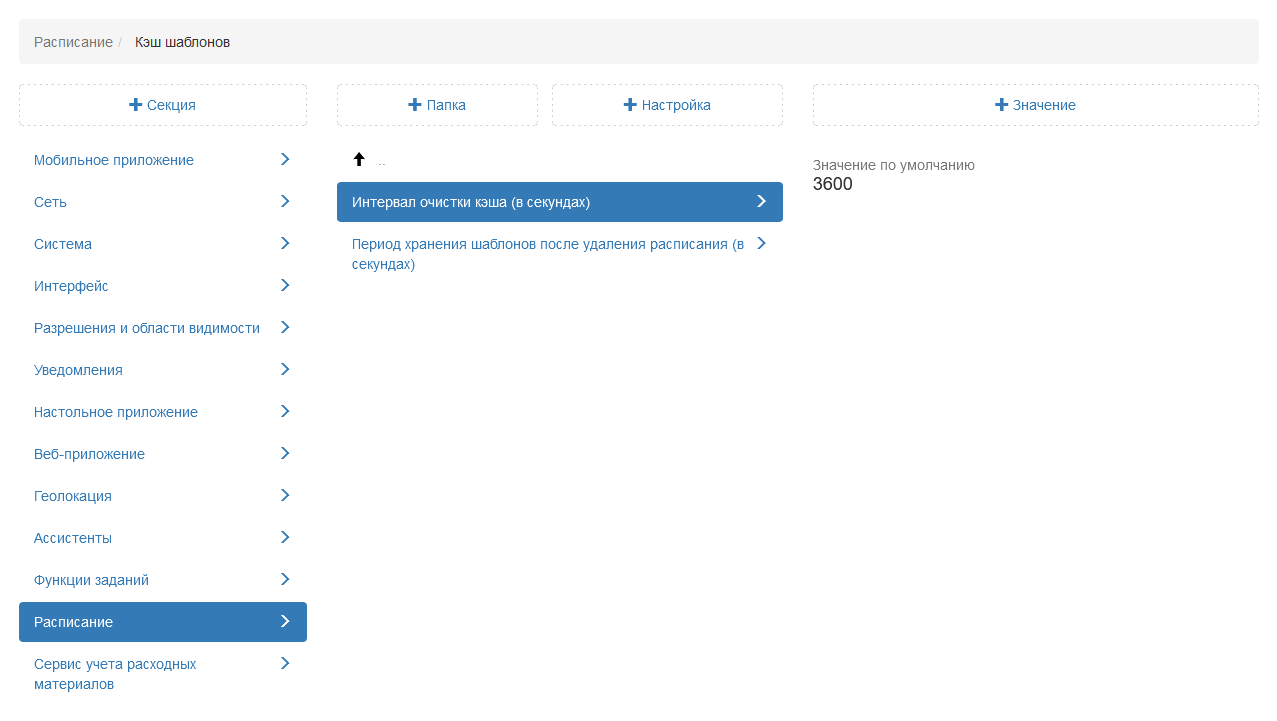 Расписание / Кэш шаблонов
Секция
Папка
Настройка
Значение
Мобильное приложение
Сеть
Система
Интерфейс
Разрешения и области видимости
Уведомления
Настольное приложение
Веб-приложение
Геолокация
Ассистенты
Функции заданий
Расписание
Сервис учета расходных
материалов
..
Интервал очистки кэша (в секундах)
Период хранения шаблонов после удаления расписания (в
секундах)
Значение по умолчанию
3600